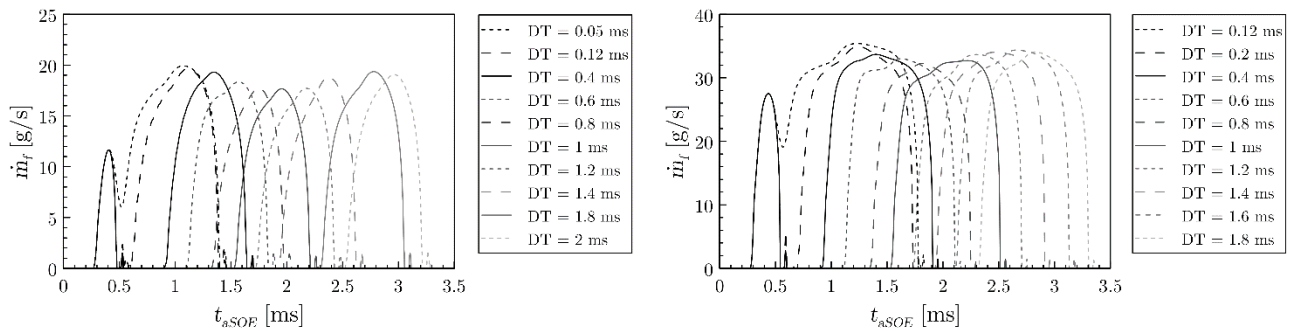 25
20
15
10
5
0
ṁf [g/s]
0 0.5 1 1.5 2 2.5 3 3.5
taSOE [ms]
DT = 0.05 ms
DT = 0.12 ms
DT = 0.4 ms
DT = 0.6 ms
DT = 0.8 ms
DT = 1 ms
DT = 1.2 ms
DT = 1.4 ms
DT = 1.8 ms
DT = 2 ms
40
30
20
10
0
ṁf [g/s]
0 0.5 1 1.5 2 2.5 3 3.5
taSOE [ms]
DT = 0.12 ms
DT = 0.2 ms
DT = 0.4 ms
DT = 0.6 ms
DT = 0.8 ms
DT = 1 ms
DT = 1.2 ms
DT = 1.4 ms
DT = 1.6 ms
DT = 1.8 ms